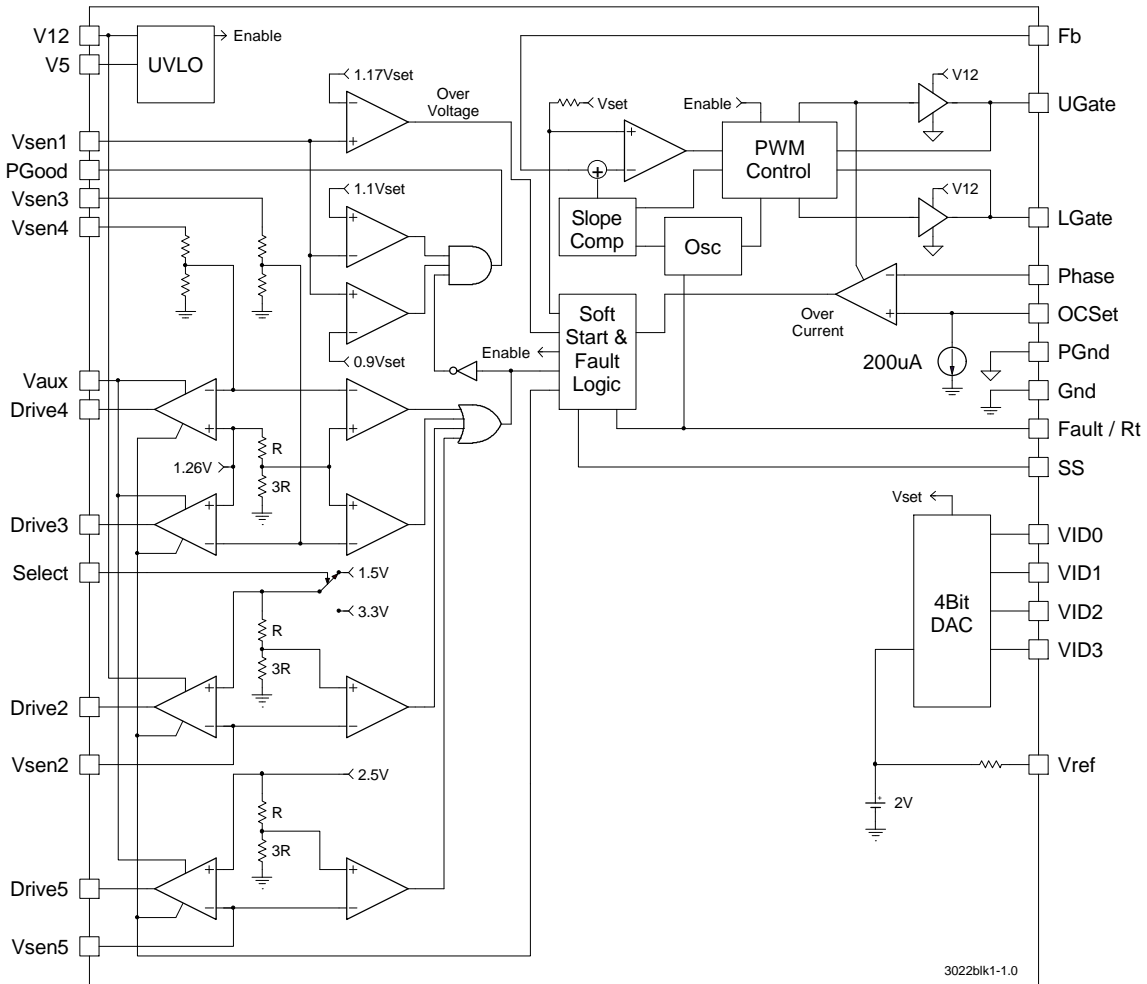 V12
V5
UVLO
Enable
1.17Vset
Over
Voltage
Vsen1
PGood
Vsen3
Vsen4
1.1Vset
0.9Vset
Enable
Vaux
Drive4
R
1.26V
3R
Drive3
Select
1.5V
3.3V
R
3R
Drive2
Vsen2
2.5V
R
3R
Drive5
Vsen5
Vset
Enable
PWM
Control
V12
V12
Slope
Comp
Osc
Soft
Start &
Fault
Logic
Over
Current
200uA
Fb
UGate
LGate
Phase
OCSet
PGnd
Gnd
Fault / Rt
SS
Vset
4Bit
DAC
VID0
VID1
VID2
VID3
Vref
2V
3022blk1-1.0